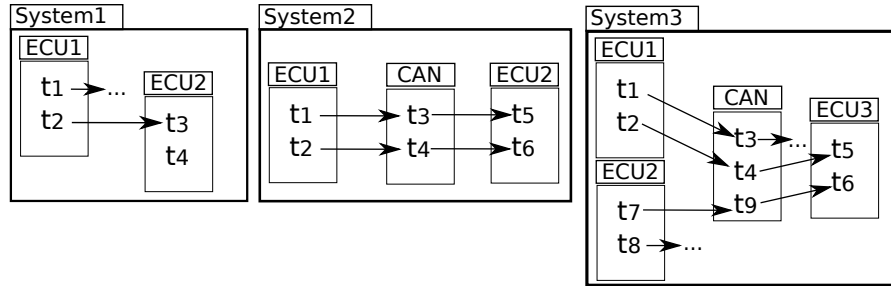 System1
ECU1
t1 ...
t2
ECU2
t3
t4
System2
ECU1
t1
t2
CAN
t3
t4
ECU2
t5
t6
System3
ECU1
t1
t2
ECU2
t7
t8 ...
CAN
t3 ...
t4
t9
ECU3
t5
t6